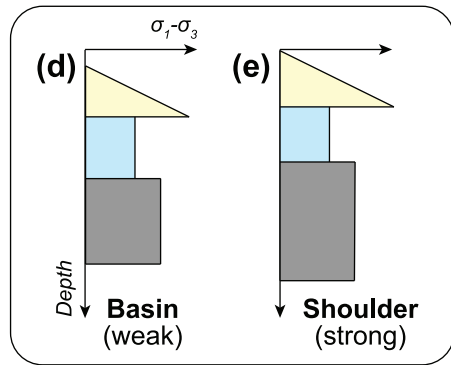 σ₁-σ₃
(d)
(e)
Depth
Basin
(weak)
Shoulder
(strong)